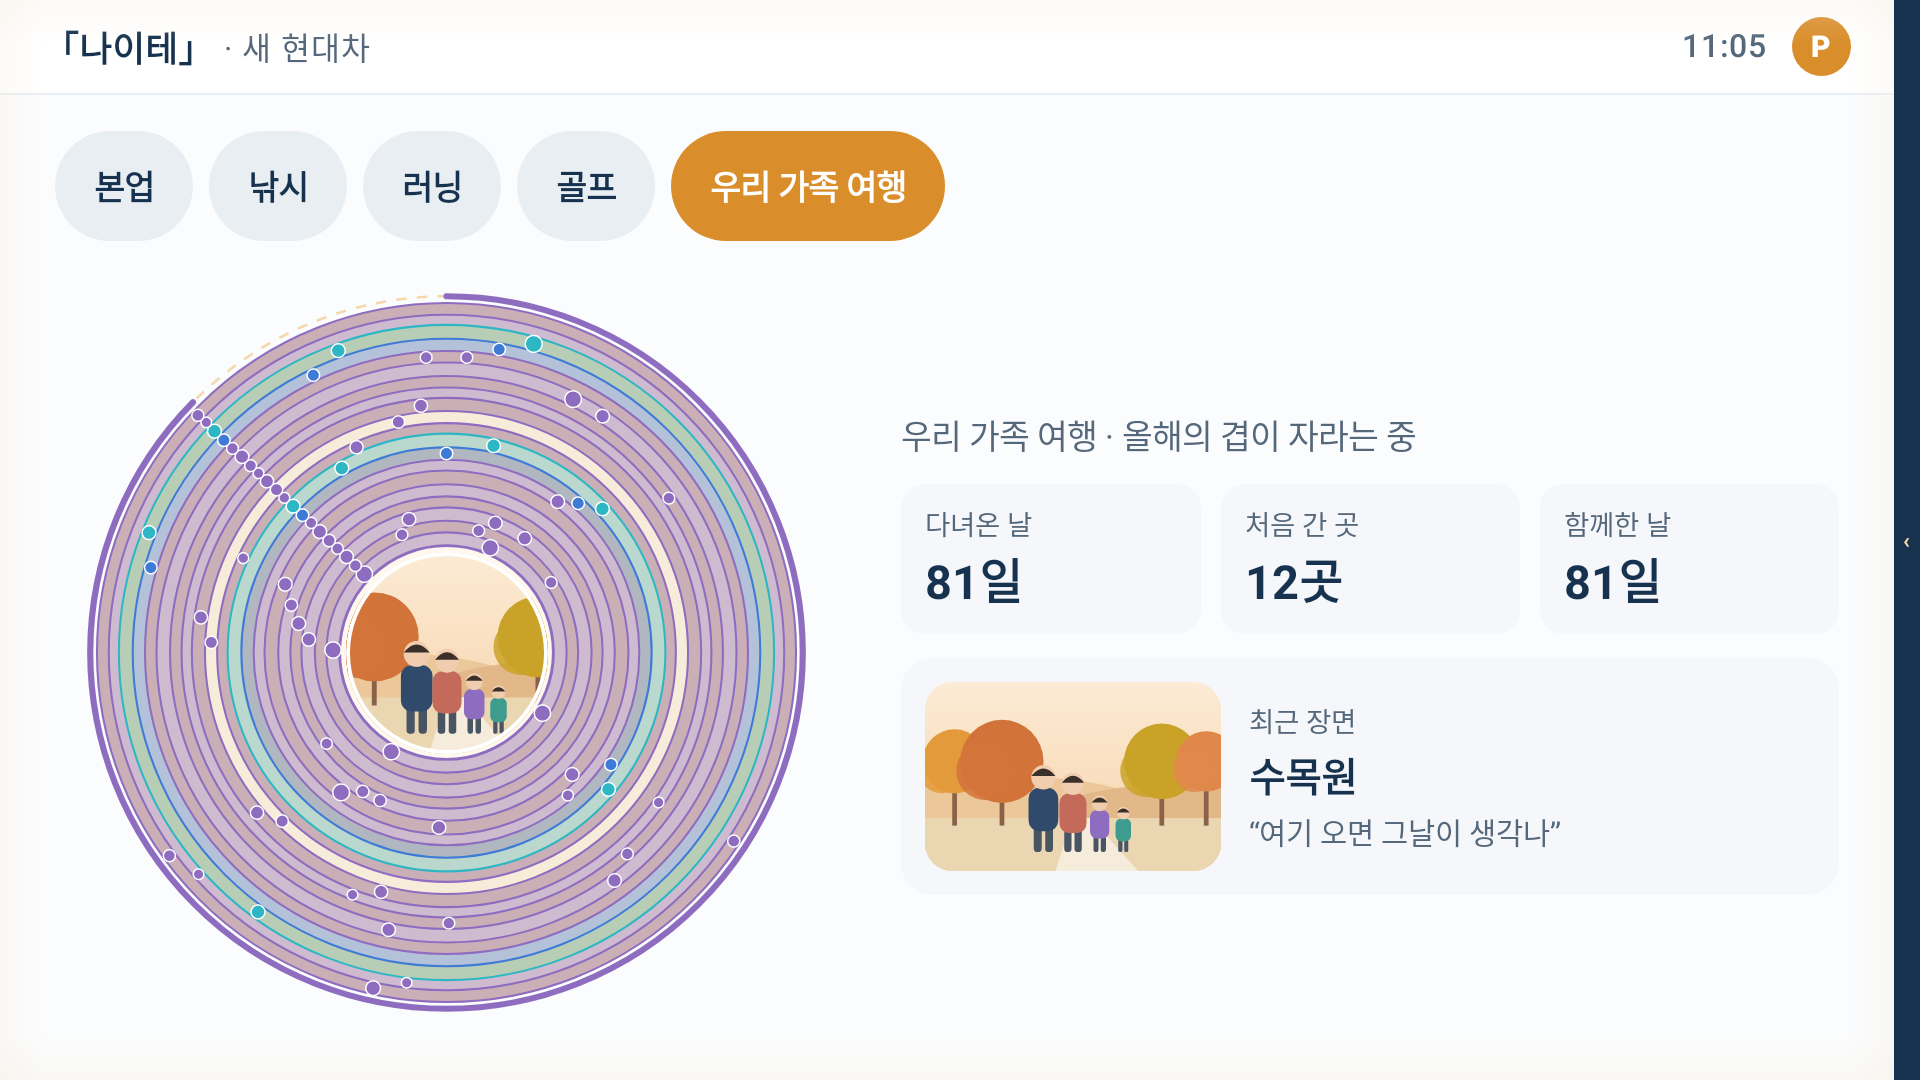 「나이테」 · 새 현대차
11:05
P
본업
낚시
러닝
골프
우리 가족 여행
우리 가족 여행 · 올해의 겹이 자라는 중
다녀온 날
81일
처음 간 곳
12곳
함께한 날
81일
최근 장면
수목원
“여기 오면 그날이 생각나”
‹